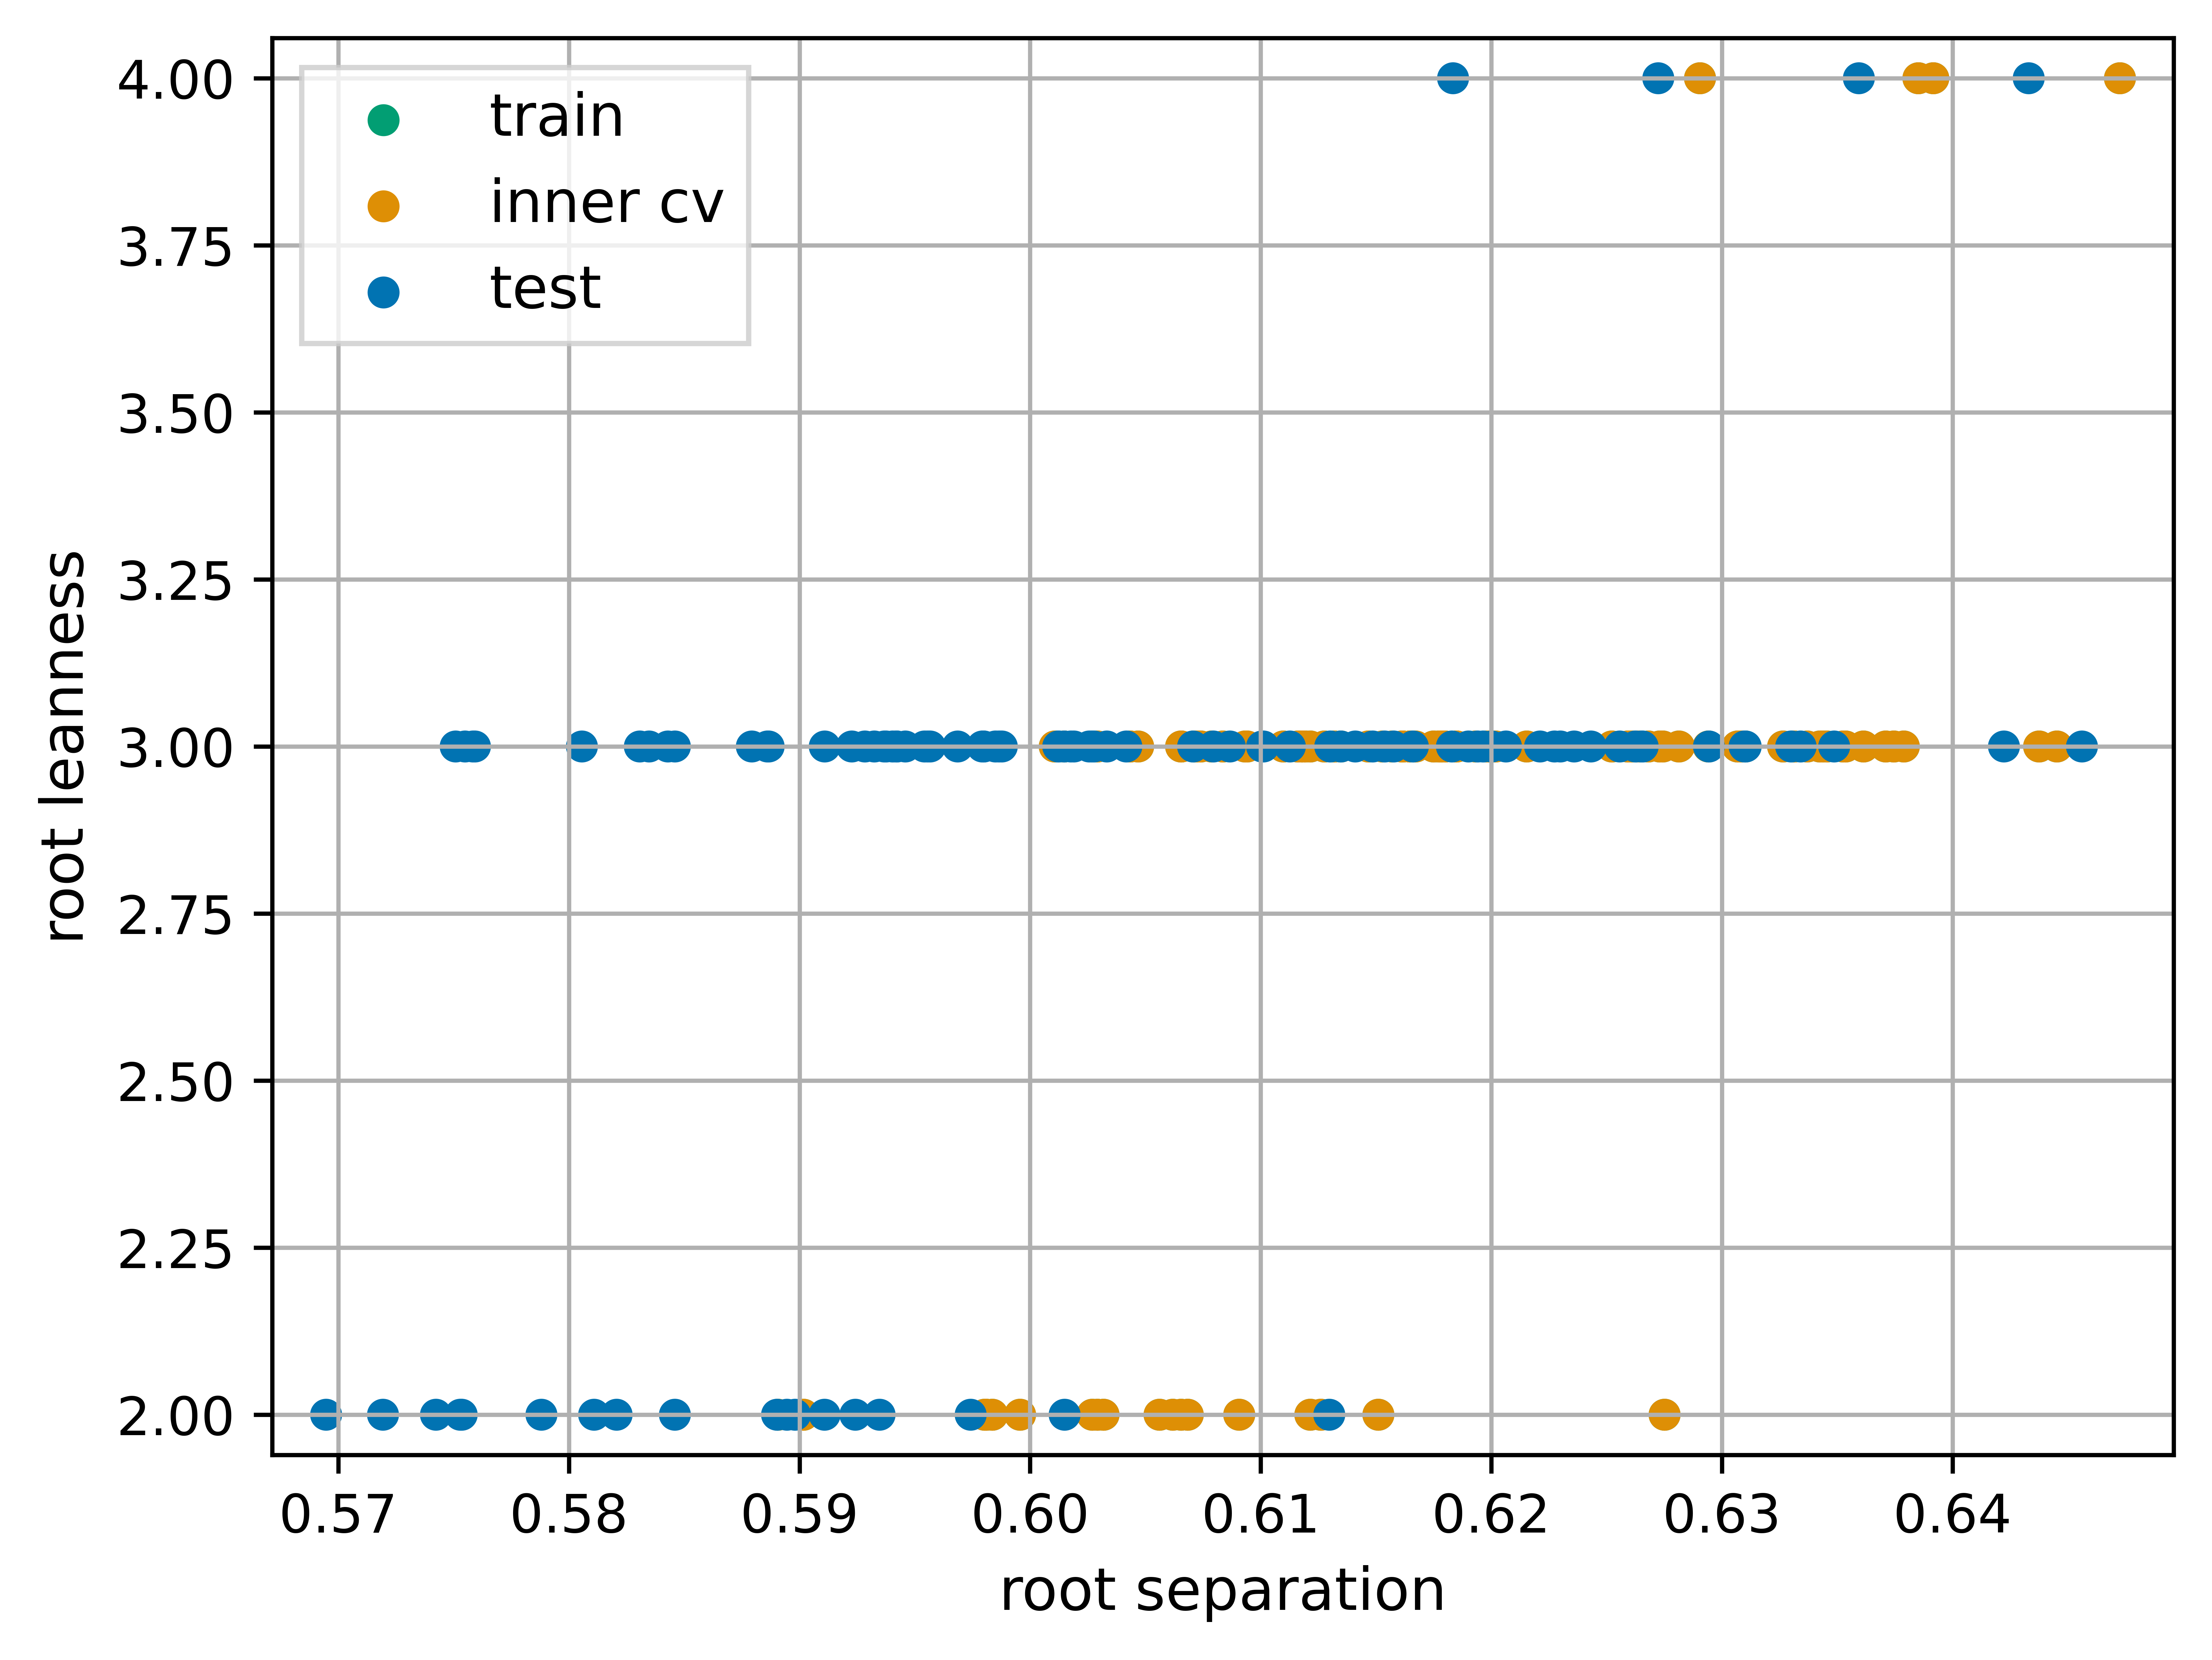 4.00
3.75
3.50
3.25
3.00
2.75
2.50
2.25
2.00
root leanness
train
inner cv
test
0.57 0.58 0.59 0.60 0.61 0.62 0.63 0.64
root separation